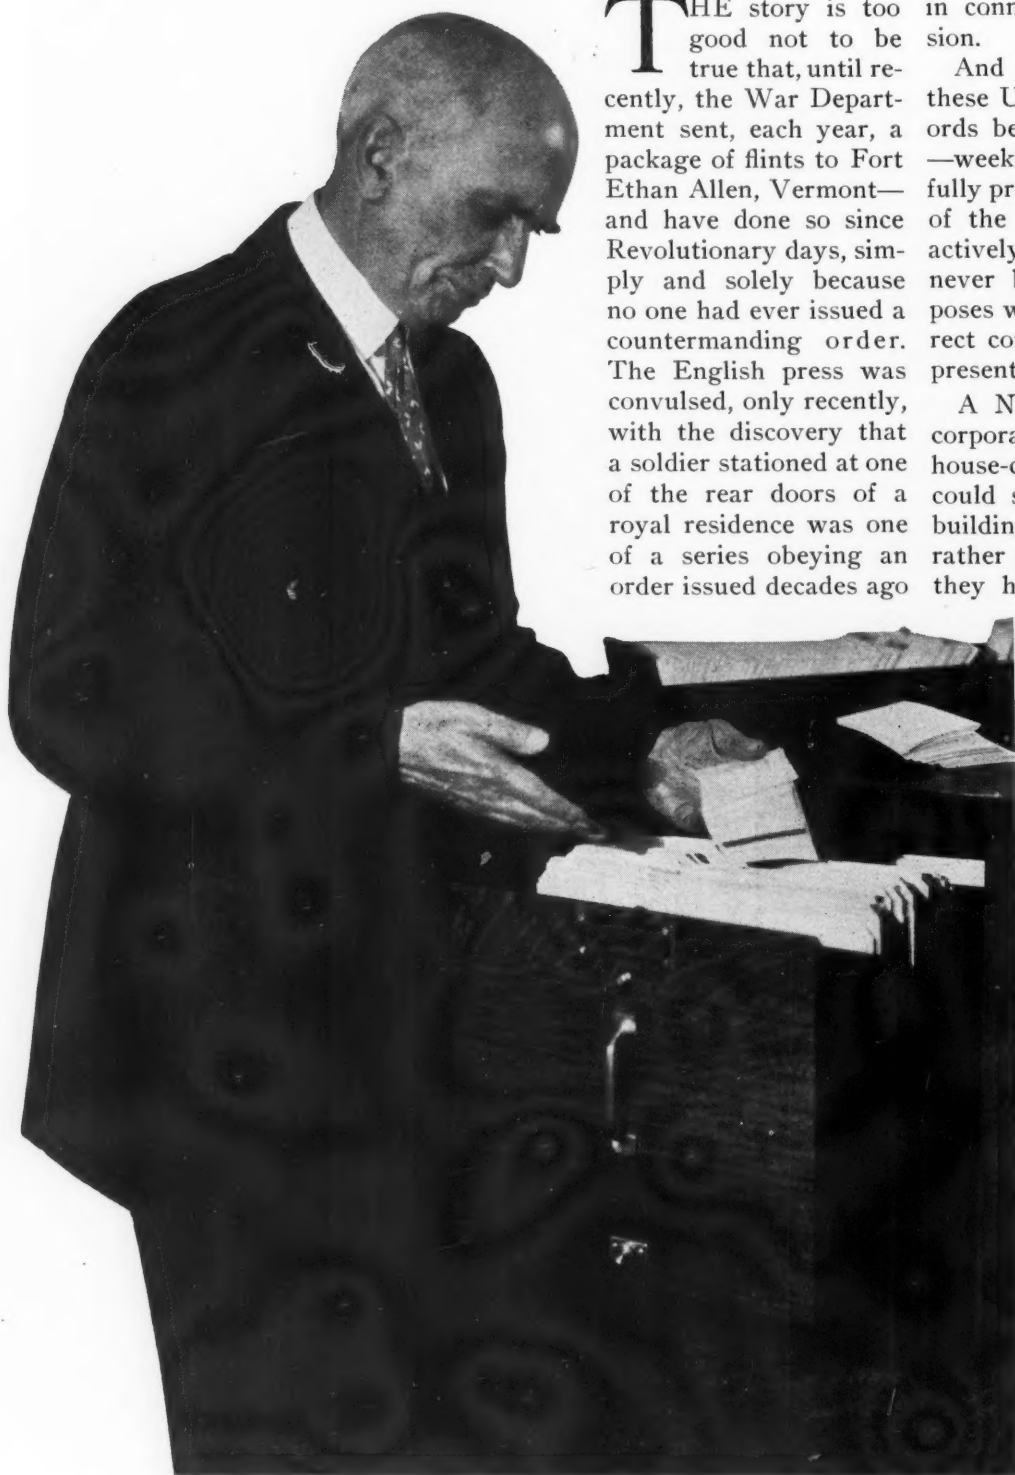 THE story is too
good not to be
true that, until re-
cently, the War Depart-
ment sent, each year, a
package of flints to Fort
Ethan Allen, Vermont—
and have done so since
Revolutionary days, sim-
ply and solely because
no one had ever issued a
countermanding order.
The English press was
convulsed, only recently,
with the discovery that
a soldier stationed at one
of the rear doors of a
royal residence was one
of a series obeying an
order issued decades ago
in
sion.
And
these
ords
—week
fully
of the
actively
never
poses
rect
present
A
house-
could
rather
they